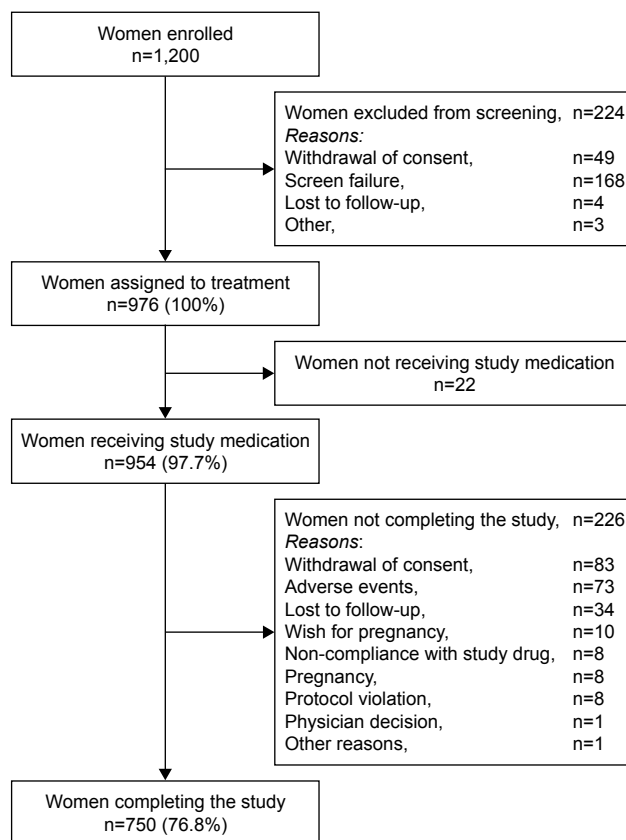 Women enrolled
n=1,200
Women excluded from screening, n=224
Reasons:
Withdrawal of consent, n=49
Screen failure, n=168
Lost to follow-up, n=4
Other, n=3
Women assigned to treatment
n=976 (100%)
Women not receiving study medication
n=22
Women receiving study medication
n=954 (97.7%)
Women not completing the study, n=226
Reasons:
Withdrawal of consent, n=83
Adverse events, n=73
Lost to follow-up, n=34
Wish for pregnancy, n=10
Non-compliance with study drug, n=8
Pregnancy, n=8
Protocol violation, n=8
Physician decision, n=1
Other reasons, n=1
Women completing the study
n=750 (76.8%)